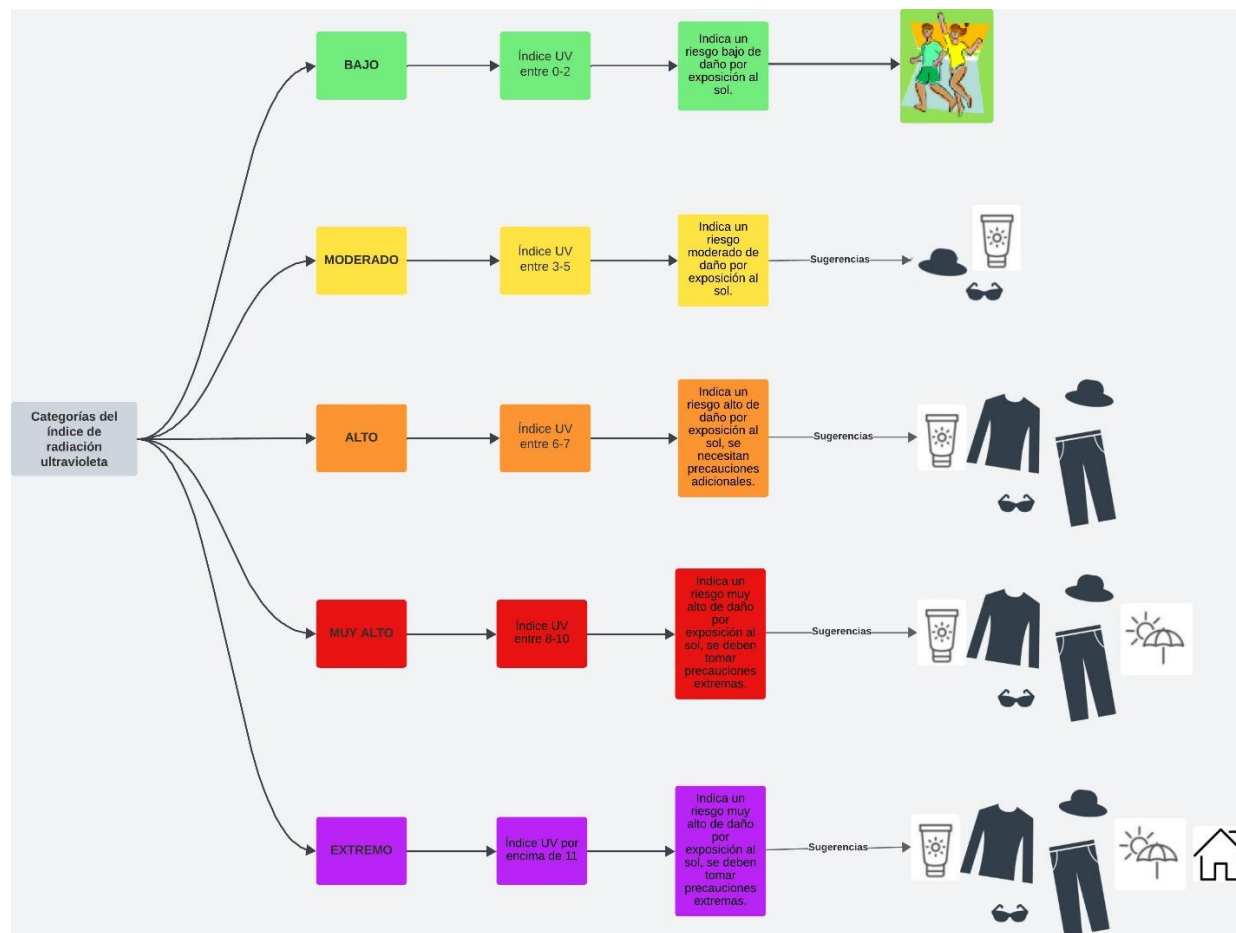 Categorías del
índice de
radiación
ultravioleta
BAJO
Índice UV
entre 0-2
Indica un
riesgo bajo de
daño por
exposición al
sol.
MODERADO
Índice UV
entre 3-5
Indica un
riesgo
moderado de
daño por
exposición al
sol.
Sugerencias
ALTO
Índice UV
entre 6-7
Indica un
riesgo alto de
daño por
exposición al
sol, se
necesitan
precauciones
adicionales.
Sugerencias
MUY ALTO
Índice UV
entre 8-10
Indica un
riesgo muy
alto de daño
por
exposición al
sol, se deben
tomar
precauciones
extremas.
Sugerencias
EXTREMO
Índice UV por
encima de 11
Indica un
riesgo muy
alto de daño
por
exposición al
sol, se deben
tomar
precauciones
extremas.
Sugerencias